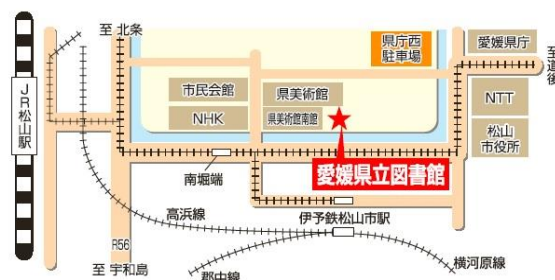 至 北条
県庁西
駐車場
愛媛県庁
至 道後
JR松山駅
市民会館
県美術館
NHK
県美術館南館
NTT
松山
市役所
南堀端
愛媛県立図書館
高浜線
伊予鉄松山市駅
R56
至 宇和島
郡中線
横河原線